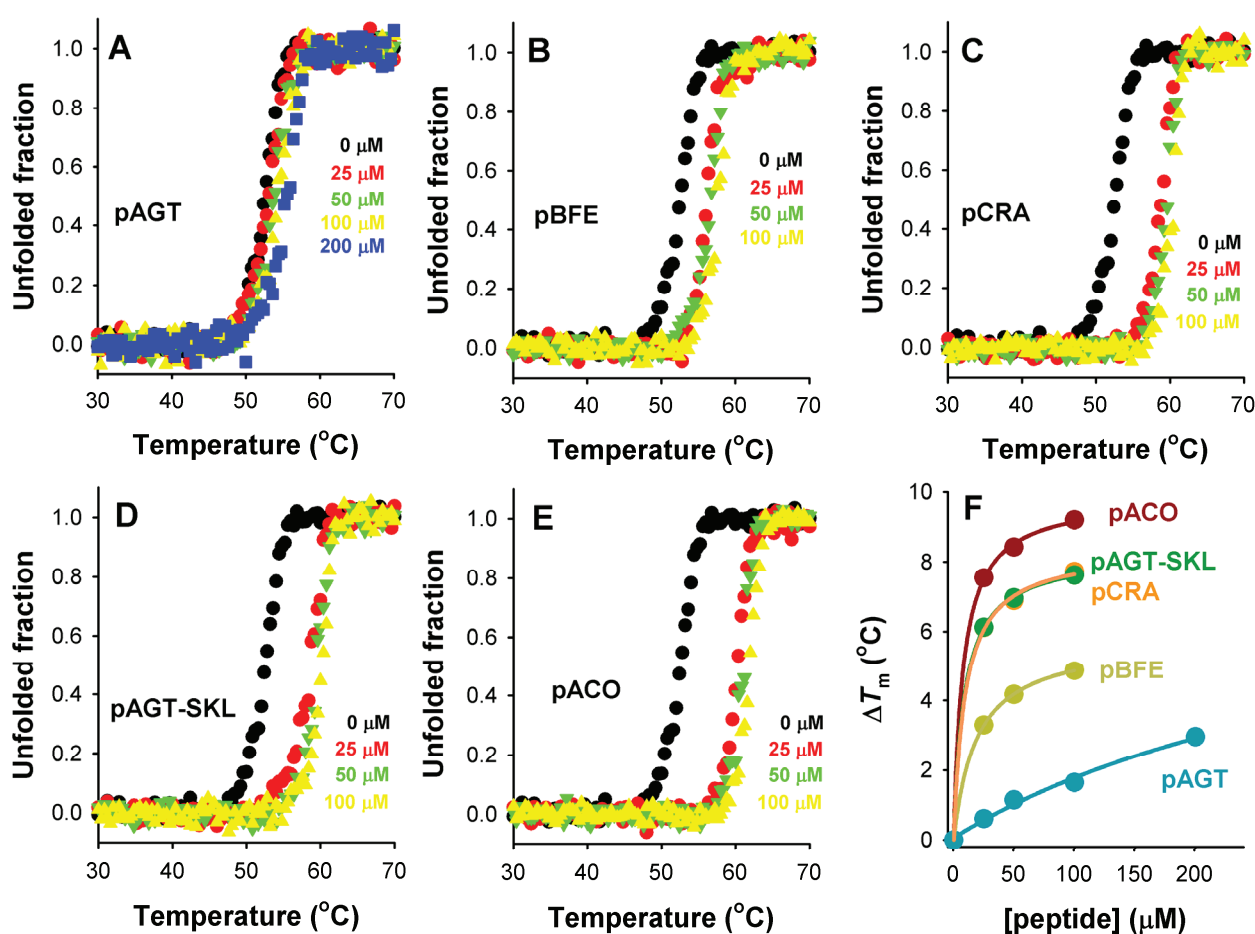 A
Unfolded fraction
1.0
0.8
0.6
0.4
0.2
0.0
pAGT
0 μM
25 μM
50 μM
100 μM
200 μM
30 40 50 60 70
Temperature (°C)
B
Unfolded fraction
1.0
0.8
0.6
0.4
0.2
0.0
pBFE
0 μM
25 μM
50 μM
100 μM
30 40 50 60 70
Temperature (°C)
C
Unfolded fraction
1.0
0.8
0.6
0.4
0.2
0.0
pCRA
0 μM
25 μM
50 μM
100 μM
30 40 50 60 70
Temperature (°C)
D
Unfolded fraction
1.0
0.8
0.6
0.4
0.2
0.0
pAGT-SKL
0 μM
25 μM
50 μM
100 μM
30 40 50 60 70
Temperature (°C)
E
Unfolded fraction
1.0
0.8
0.6
0.4
0.2
0.0
pACO
0 μM
25 μM
50 μM
100 μM
30 40 50 60 70
Temperature (°C)
F
ΔTm (°C)
10
8
6
4
2
0
pACO
pAGT-SKL
pCRA
pBFE
pAGT
0 50 100 150 200
[peptide] (μM)